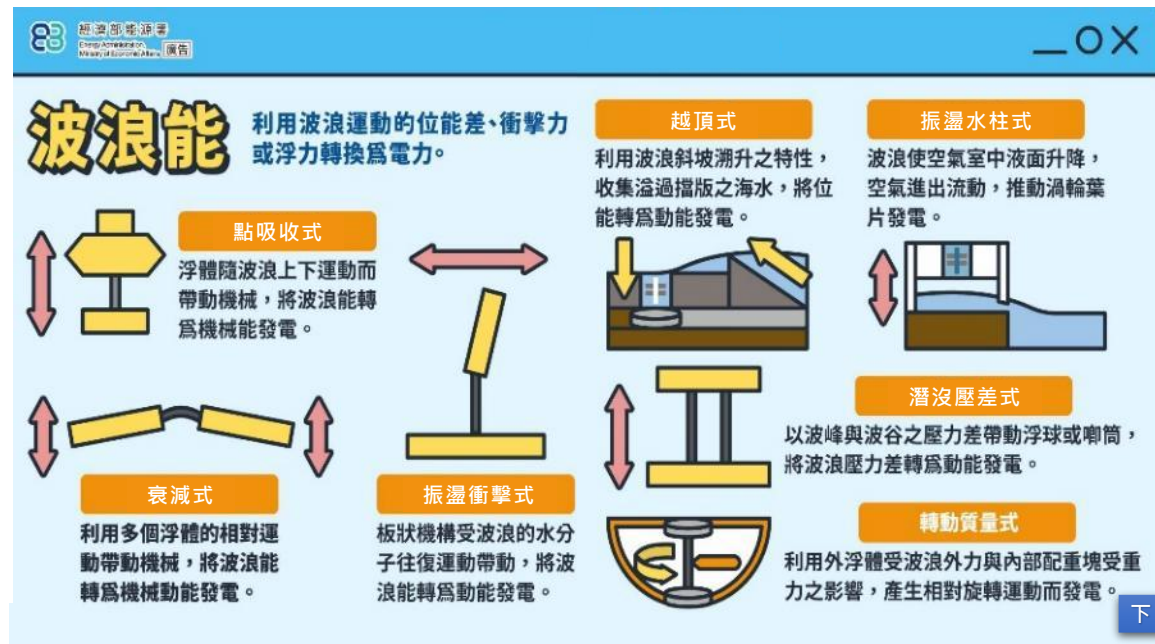 經濟部能源署
Energy Administration,
Ministry of Economic Affairs
廣告
波浪能
利用波浪運動的位能差、衝擊力
或浮力轉換爲電力。
點吸收式
浮體隨波浪上下運動而
帶動機械，將波浪能轉
爲機械能發電。
衰減式
利用多個浮體的相對運
動帶動機械，將波浪能
轉爲機械動能發電。
振盪衝擊式
板狀機構受波浪的水分
子往復運動帶動，將波
浪能轉爲動能發電。
越頂式
利用波浪斜坡溯升之特性，
收集溢過擋版之海水，將位
能轉爲動能發電。
振盪水柱式
波浪使空氣室中液面升降，
空氣進出流動，推動渦輪葉
片發電。
潛沒壓差式
以波峰與波谷之壓力差帶動浮球或唧筒，
將波浪壓力差轉爲動能發電。
轉動質量式
利用外浮體受波浪外力與內部配重塊受重
力之影響，產生相對旋轉運動而發電。
下